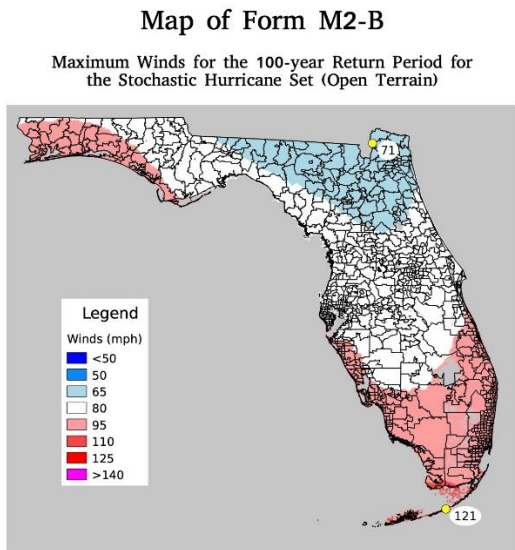 Map of Form M2-B
Maximum Winds for the 100-year Return Period for
the Stochastic Hurricane Set (Open Terrain)
71
Legend
Winds (mph)
<50
50
65
80
95
110
125
>140
121